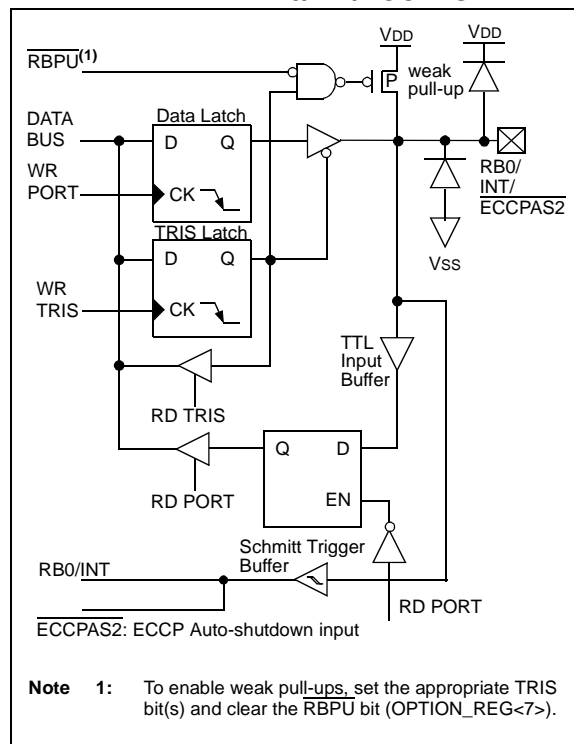 VDD
VDD
RBPU(1)
P
weak
pull-up
DATA
BUS
Data Latch
D Q
WR
PORT
CK
RB0/
INT/
ECCPAS2
TRIS Latch
D Q
VSS
WR
TRIS
CK
TTL
Input
Buffer
RD TRIS
Q D
EN
RD PORT
Schmitt Trigger
Buffer
RB0/INT
RD PORT
ECCPAS2: ECCP Auto-shutdown input
Note 1: To enable weak pull-ups, set the appropriate TRIS
bit(s) and clear the RBPU bit (OPTION_REG<7>).